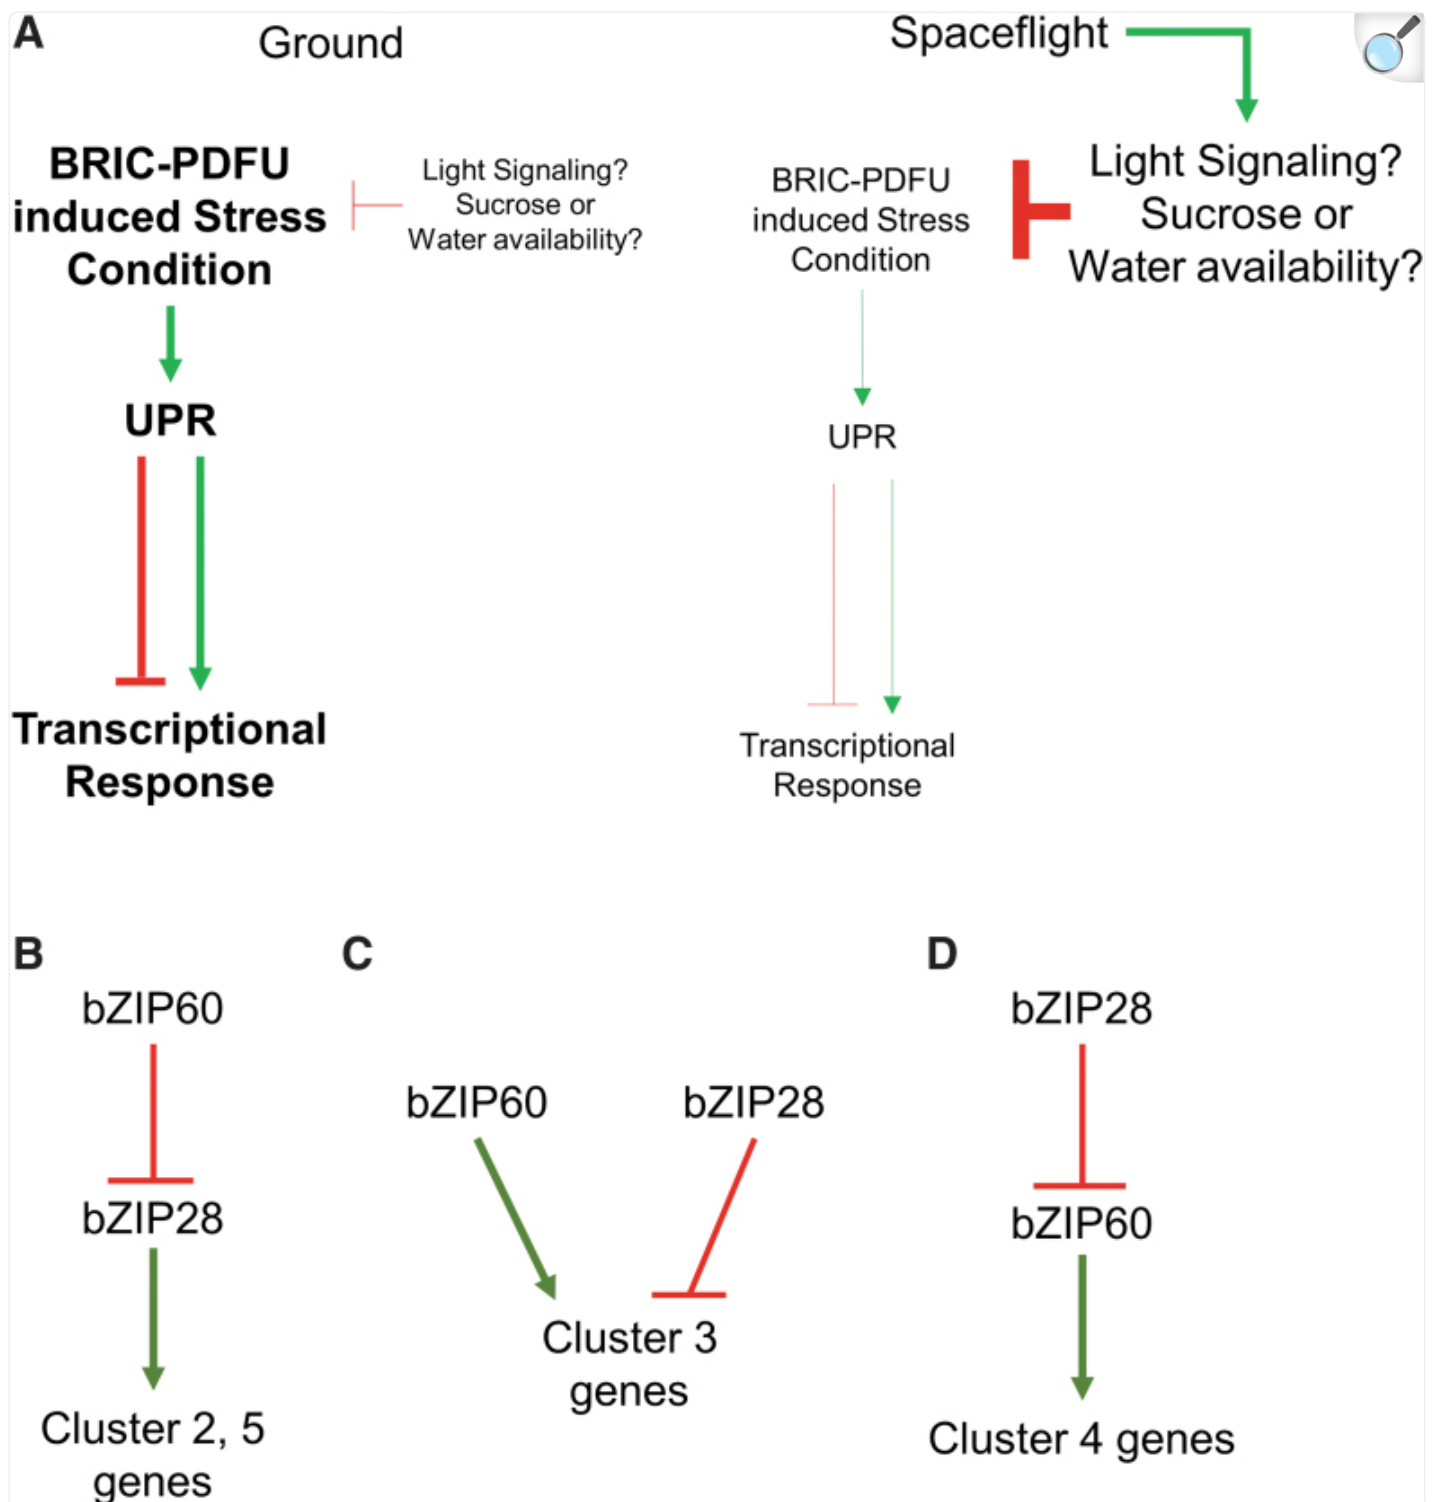 A
Ground
Spaceflight
BRIC-PDFU
induced Stress
Condition
Light Signaling?
Sucrose or
Water availability?
UPR
Transcriptional
Response
BRIC-PDFU
induced Stress
Condition
Light Signaling?
Sucrose or
Water availability?
UPR
Transcriptional
Response
B
bZIP60
bZIP28
Cluster 2, 5
genes
C
bZIP60
bZIP28
Cluster 3
genes
D
bZIP28
bZIP60
Cluster 4 genes